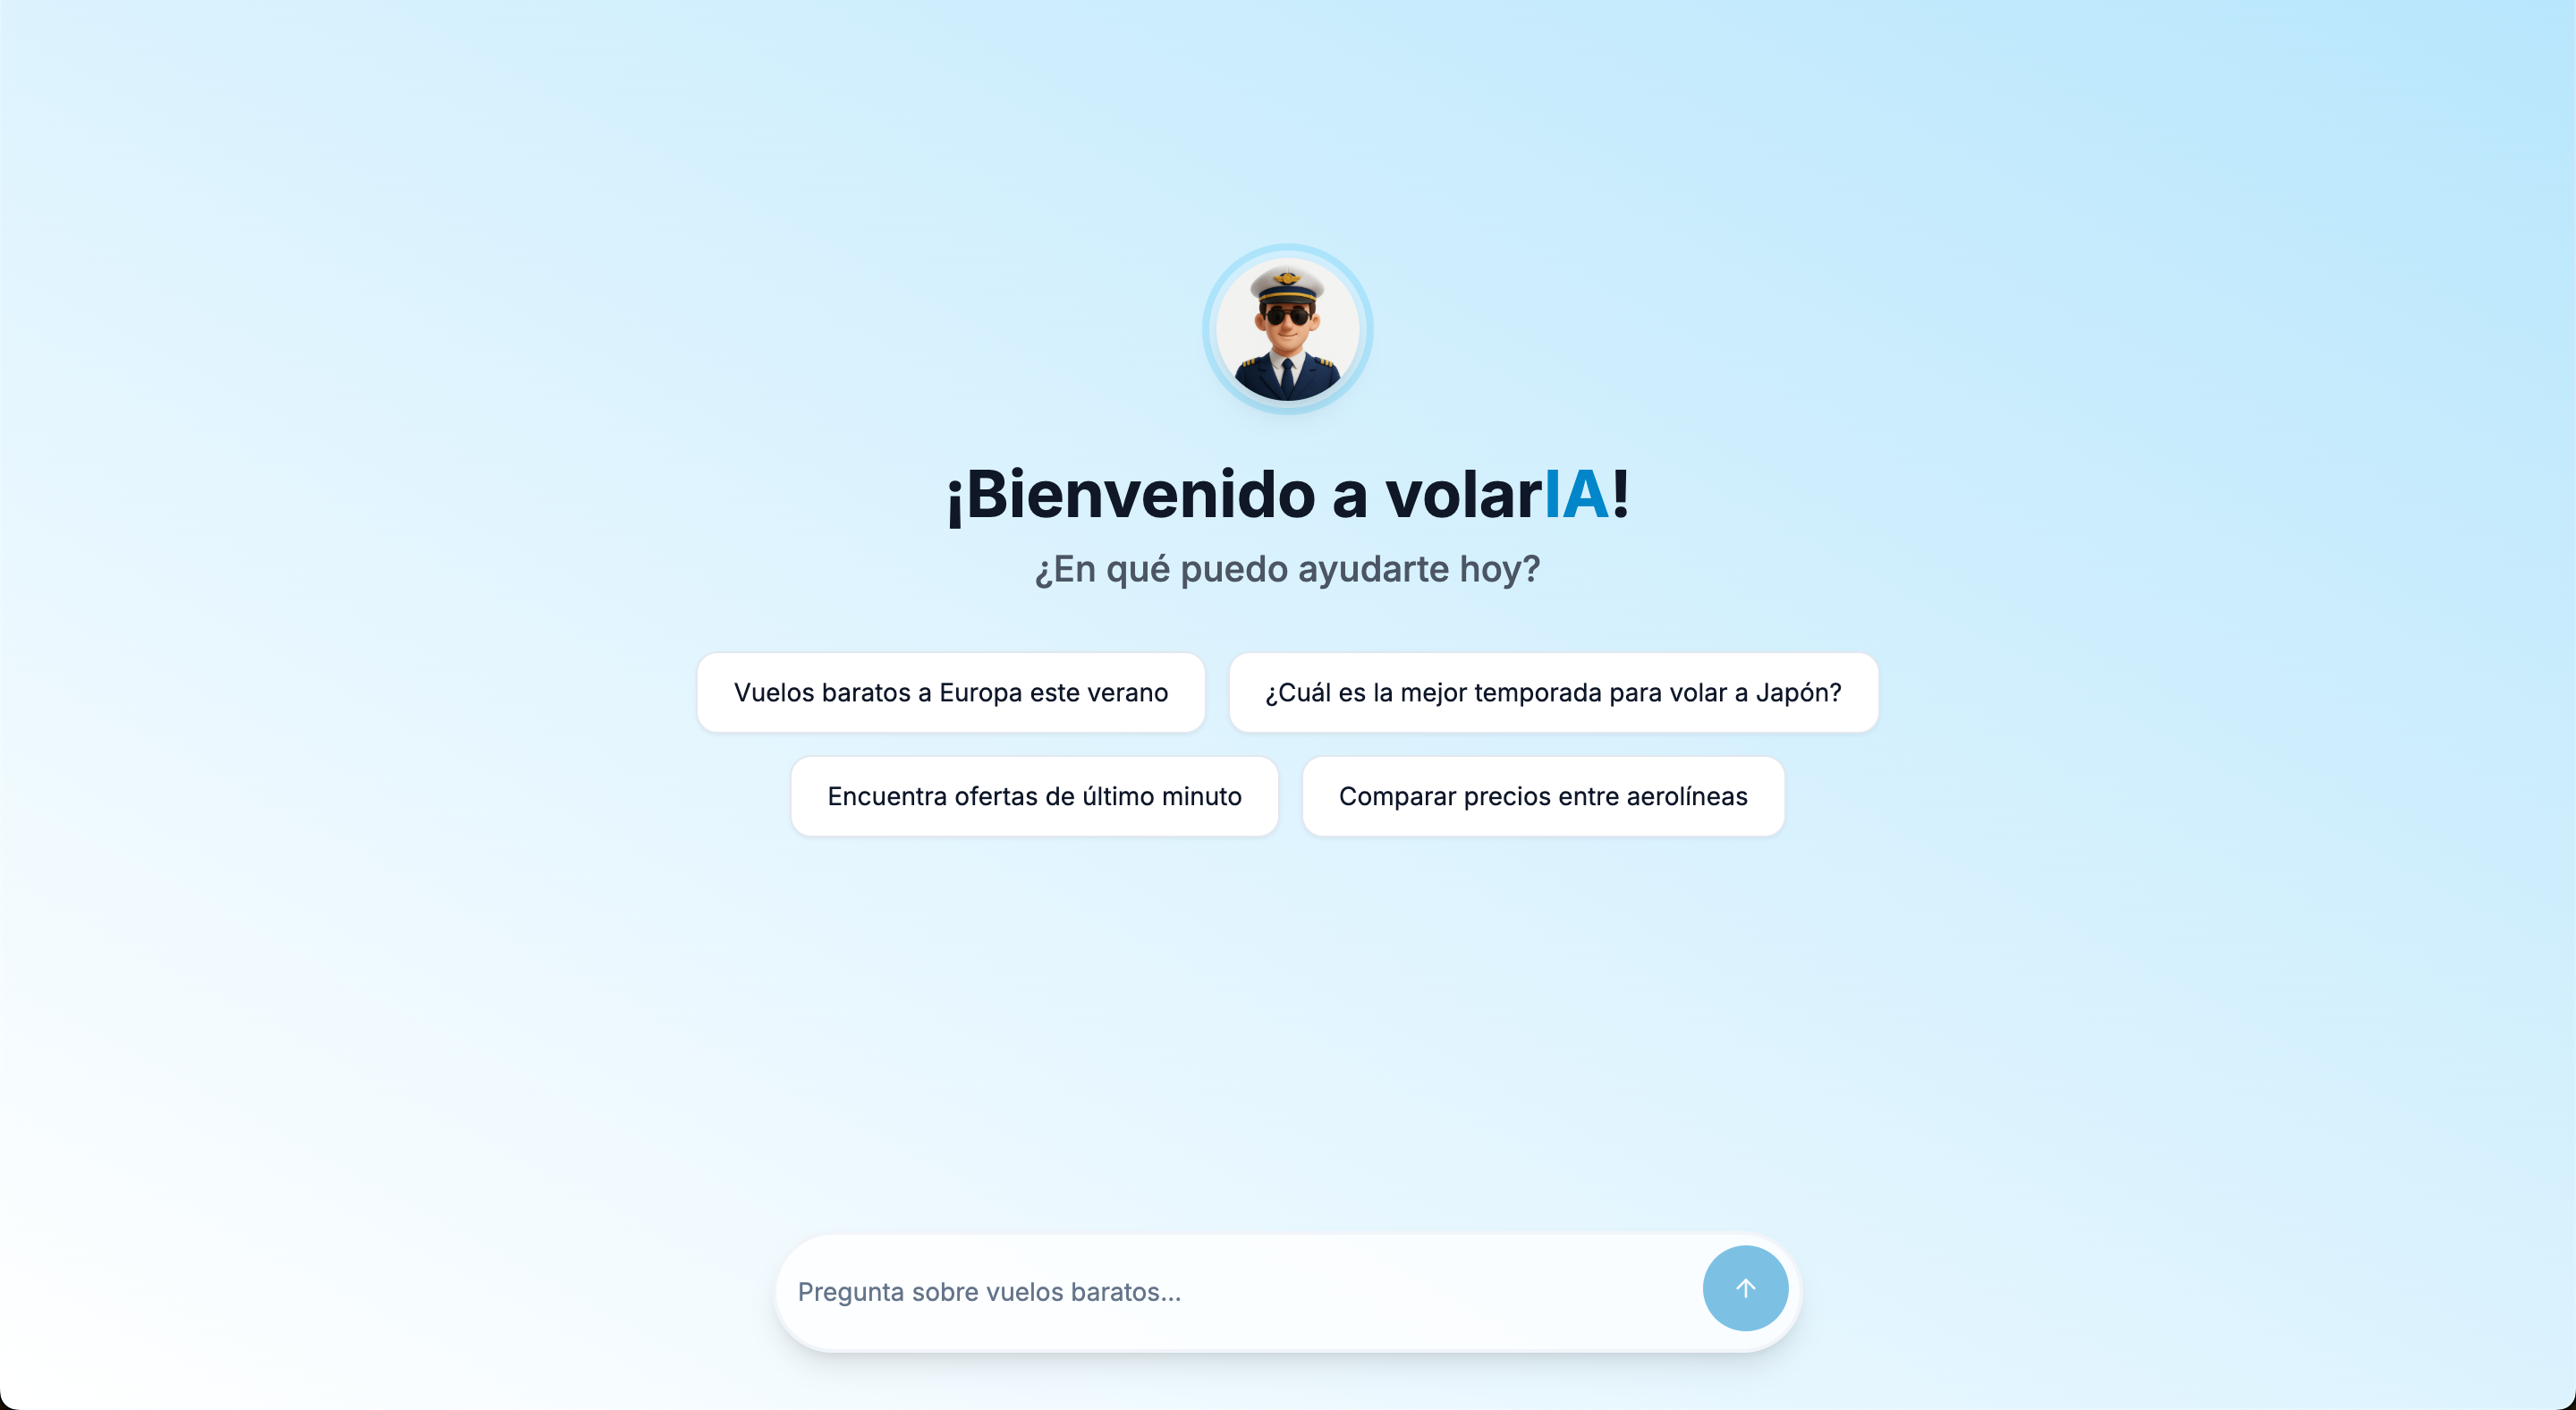 ¡Bienvenido a volarIA!
¿En qué puedo ayudarte hoy?
Vuelos baratos a Europa este verano
¿Cuál es la mejor temporada para volar a Japón?
Encuentra ofertas de último minuto
Comparar precios entre aerolíneas
Pregunta sobre vuelos baratos...